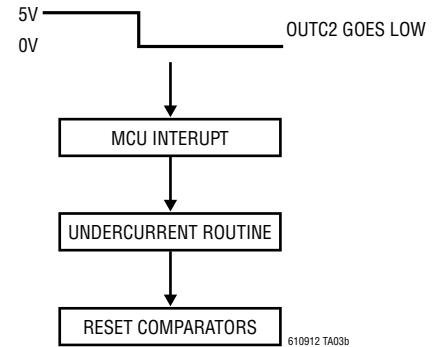 5V
0V
OUTC2 GOES LOW
MCU INTERUPT
UNDERCURRENT ROUTINE
RESET COMPARATORS
610912 TA03b